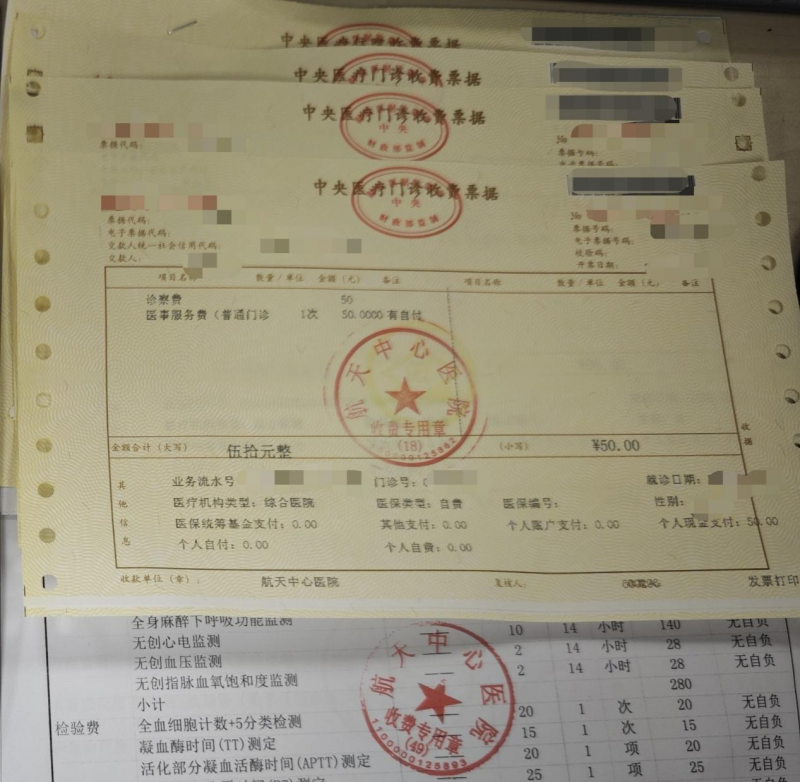 中央医疗住院收费票据
中央医疗门诊收费票据
中央医疗门诊收费票据
中央
财政部监制
票据代码:
№
票据号码:
中央医疗门诊收费票据
中央
财政部监制
票据代码:
电子票据代码:
交款人统一社会信用代码:
交款人:
№
票据号码:
电子票据号码:
校验码:
开票日期:
项目名称 数量/单位 金额(元) 备注 项目名称 数量/单位 金额(元) 备注
诊察费 50
医事服务费(普通门诊 1次 50.0000 有自付
航天中心医院
收费专用章
(18)
金额合计(大写) 伍拾元整 (小写) ¥50.00
收据
其他信息
业务流水号 门诊号: 就诊日期:
医疗机构类型: 综合医院 医保类型: 自费 医保编号: 性别:
医保统筹基金支付: 0.00 其他支付: 0.00 个人账户支付: 0.00 个人现金支付: 50.00
个人自付: 0.00 个人自费: 0.00
收款单位(章): 航天中心医院 复核人: 发票打印
全身麻醉下呼吸功能监测 10 14 小时 140 无自负
无创心电监测 2 14 小时 28 无自负
无创血压监测 2 14 小时 28 无自负
无创指脉血氧饱和度监测
小计 280
检验费 全血细胞计数+5分类检测 20 1 次 20 无自负
凝血酶时间(TT)测定 15 1 次 15 无自负
活化部分凝血活酶时间(APTT)测定 20 1 项 20 无自负
25 1 项 25 无自负
航天中心医院
收费专用章
(49)
1100000125893